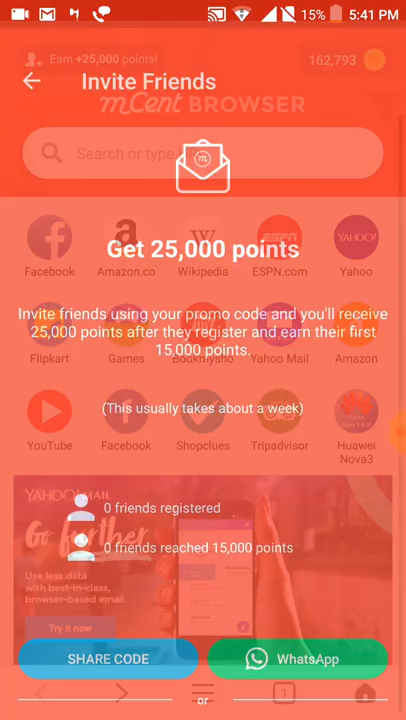 15% 5:41 PM
Earn +25,000 points! 162,793
Invite Friends
mCent BROWSER
Search or type
m
Get 25,000 points
YAHOO!
ESPN
a
W
Facebook Amazon.co Wikipedia ESPN.com Yahoo
Invite friends using your promo code and you'll receive
25,000 points after they register and earn their first
15,000 points.
Flipkart Games Bookmyshow Yahoo Mail Amazon
(This usually takes about a week)
YouTube Facebook Shopclues Tripadvisor Huawei
Nova3
YAHOO! MAIL
0 friends registered
Go further
0 friends reached 15,000 points
Use less data
with best-in-class,
browser-based email.
Try it now
SHARE CODE WhatsApp
1
or